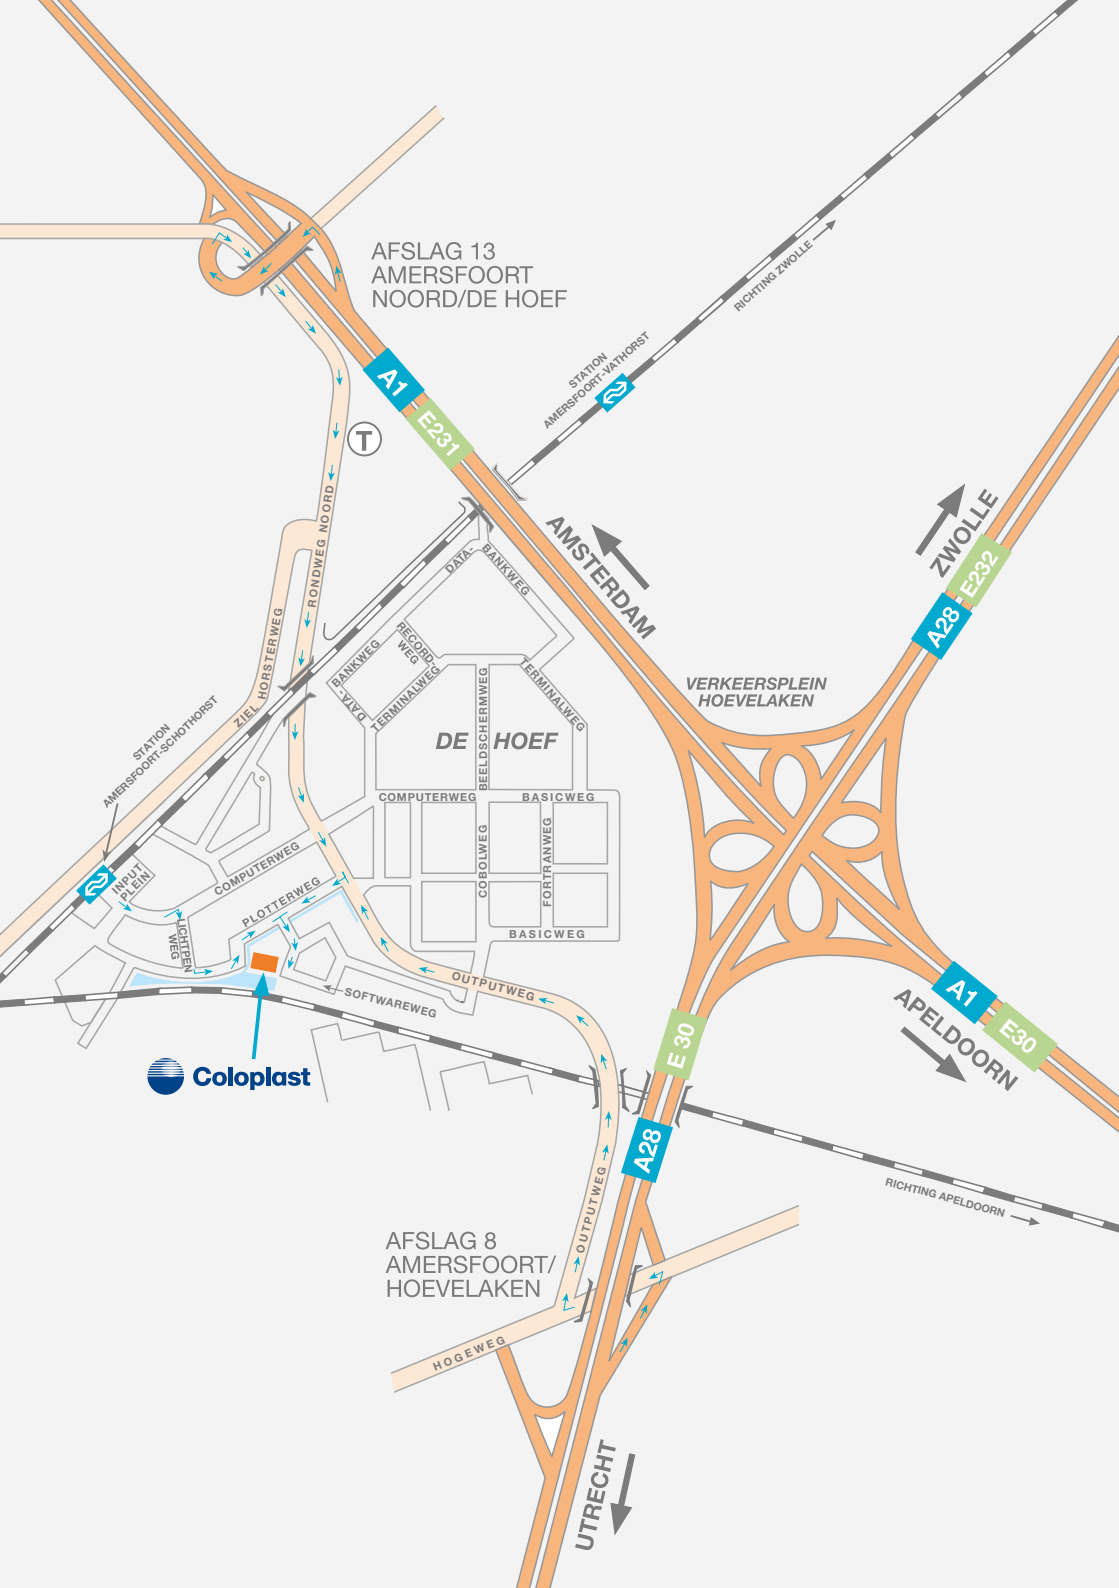 AFSLAG 13
AMERSFOORT
NOORD/DE HOEF
RICHTING ZWOLLE
STATION
AMERSFOORT-VATHORST
A1
E231
T
AMSTERDAM
ZWOLLE
E232
A28
RONDWEG NOORD
DATA-
BANKWEG
ZIEL HORSTERWEG
RECORD-
WEG
DATA-
BANKWEG
TERMINALWEG
TERMINALWEG
BEELDSCHERMWEG
VERKEERSPLEIN
HOEVELAKEN
STATION
AMERSFOORT-SCHOTHORST
DE HOEF
COMPUTERWEG
BASICWEG
COBOLWEG
FORTRANWEG
COMPUTERWEG
INPUT
PLEIN
PLOTTERWEG
LICHTPEN
WEG
BASICWEG
OUTPUTWEG
SOFTWAREWEG
A1
E30
APELDOORN
E 30
Coloplast
A28
OUTPUTWEG
RICHTING APELDOORN
AFSLAG 8
AMERSFOORT/
HOEVELAKEN
HOGEWEG
UTRECHT